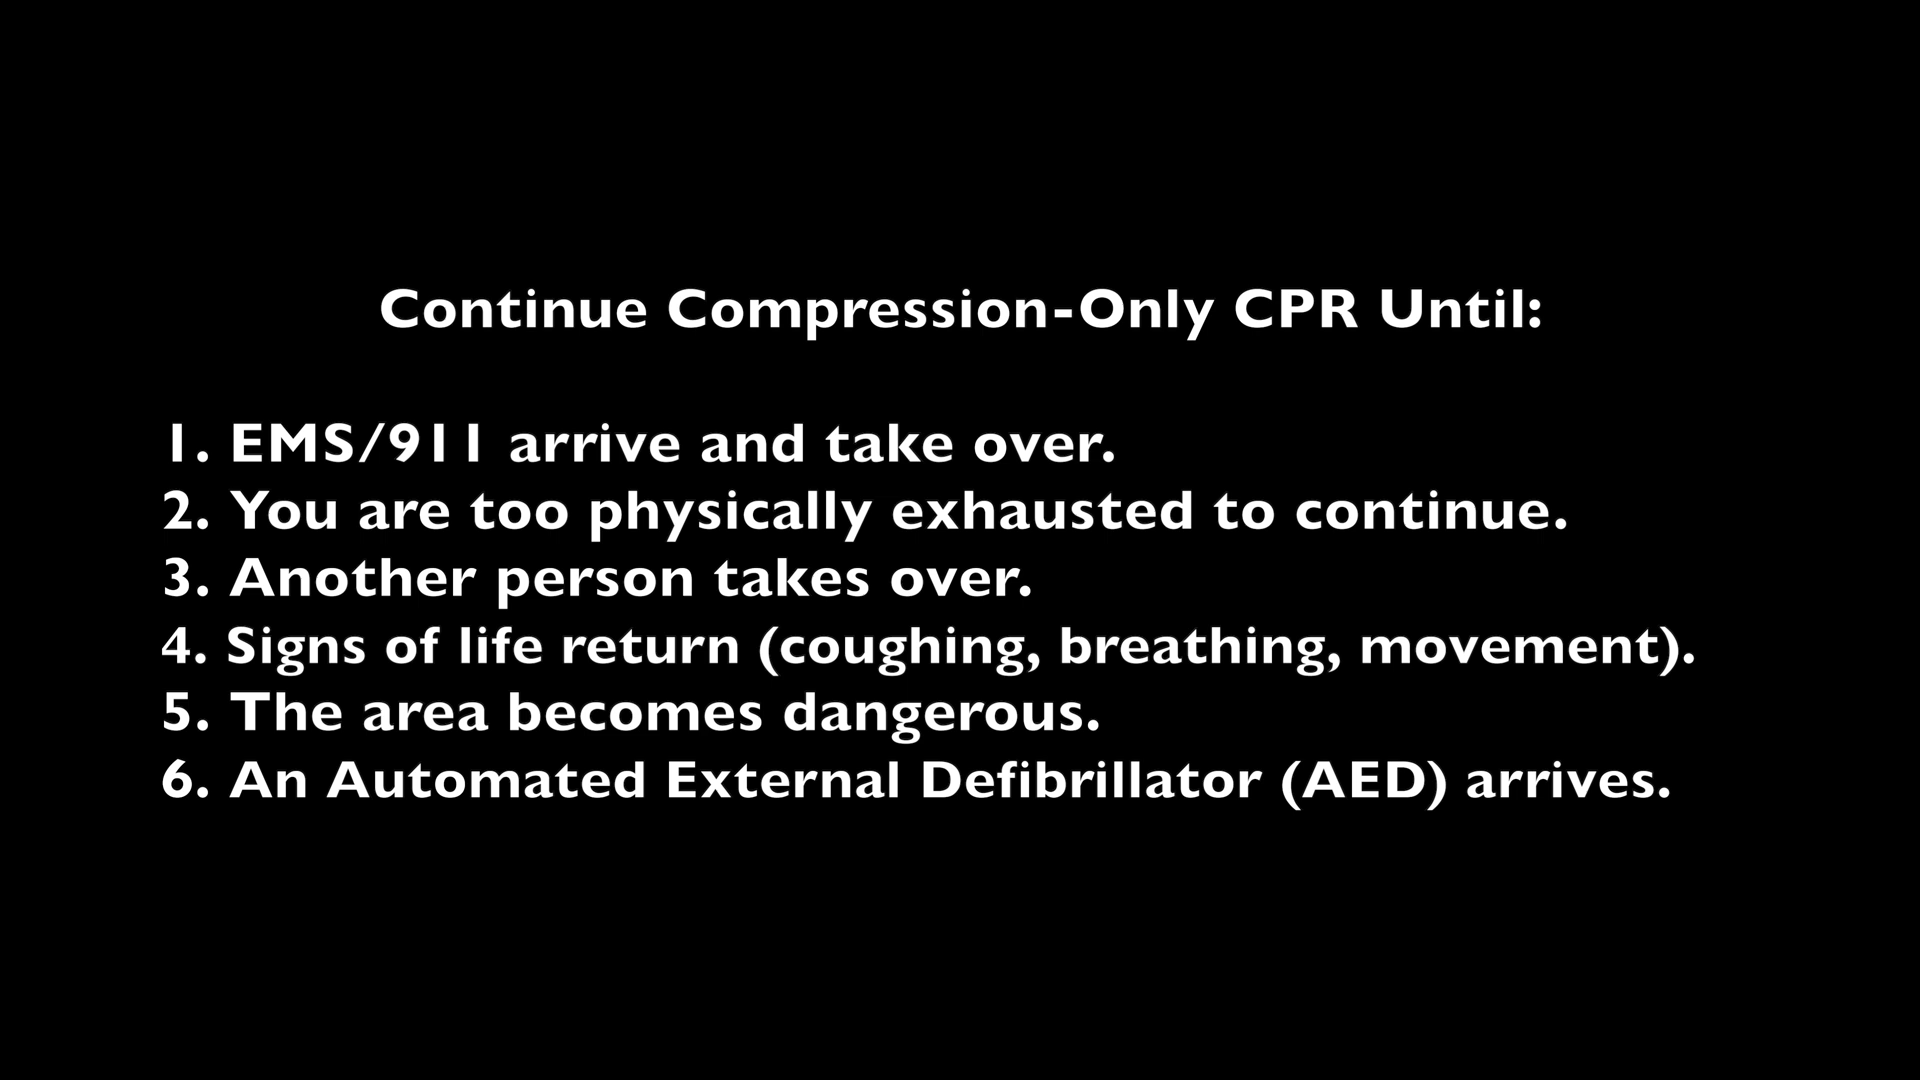 Continue Compression-Only CPR Until:
1. EMS/911 arrive and take over.
2. You are too physically exhausted to continue.
3. Another person takes over.
4. Signs of life return (coughing, breathing, movement).
5. The area becomes dangerous.
6. An Automated External Defibrillator (AED) arrives.